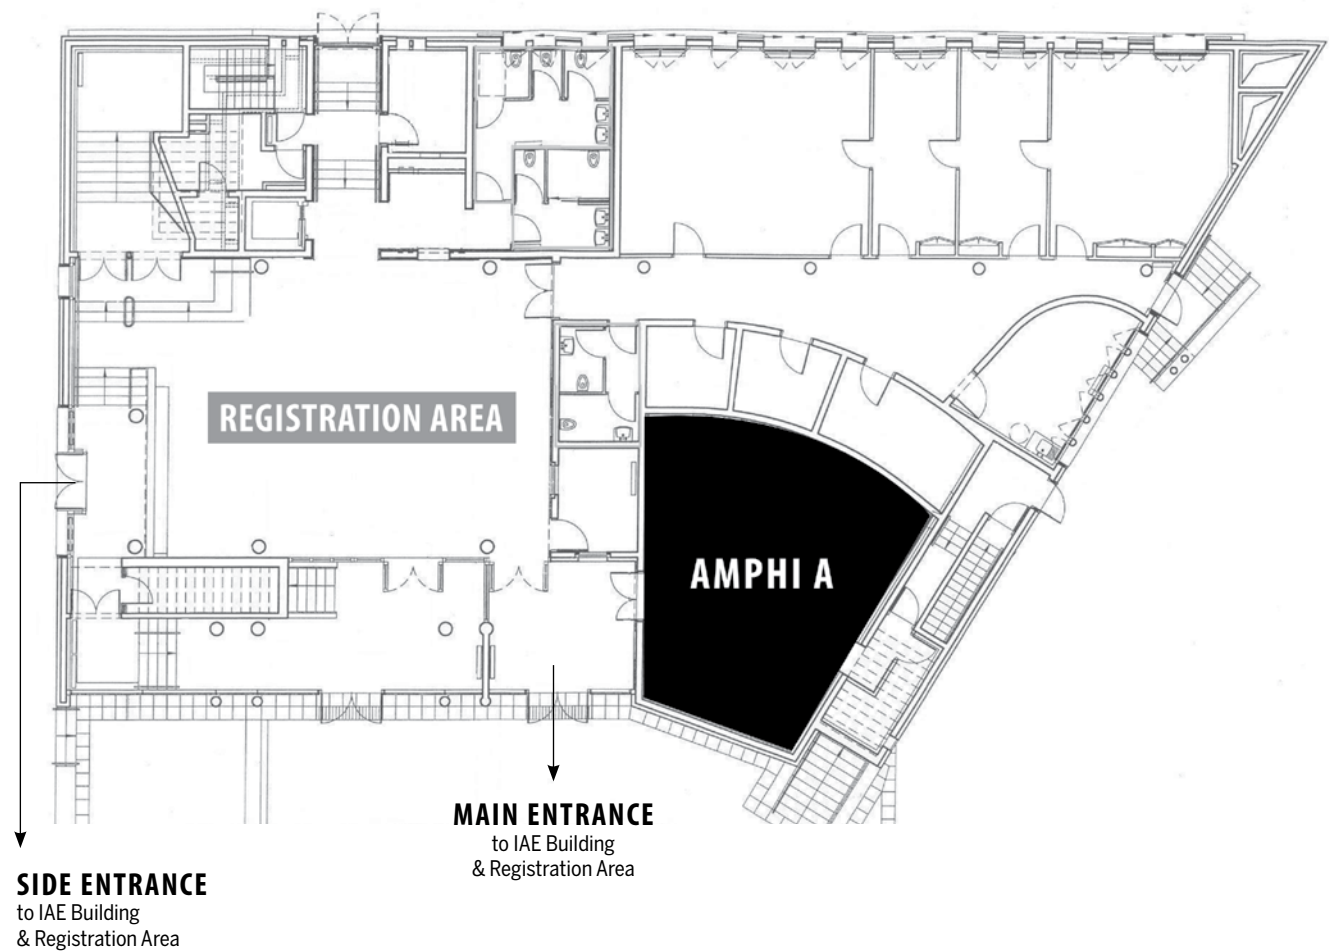 REGISTRATION AREA
AMPHI A
MAIN ENTRANCE
to IAE Building
& Registration Area
SIDE ENTRANCE
to IAE Building
& Registration Area